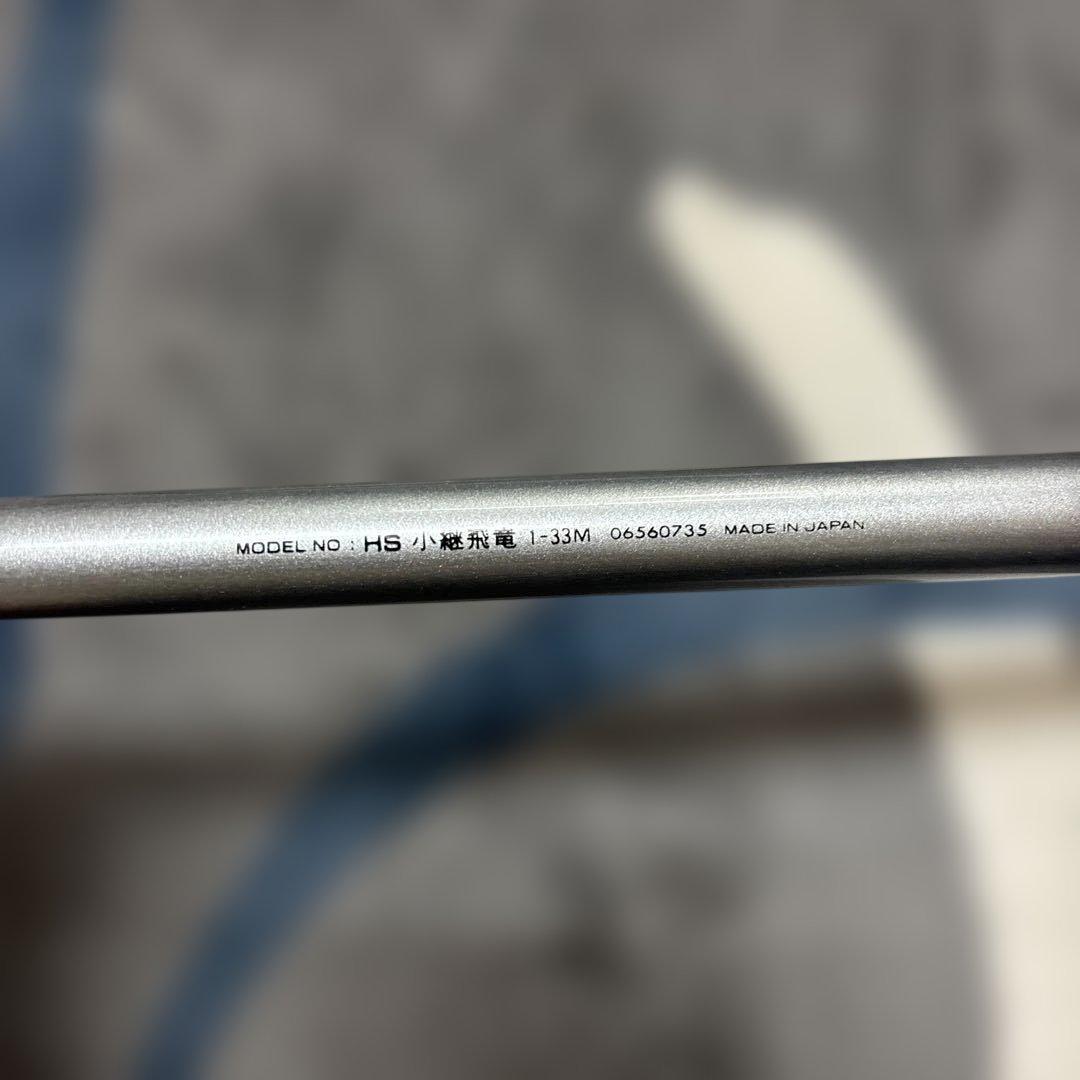 MODEL NO : HS 小継飛竜 1-33M 06560735 MADE IN JAPAN